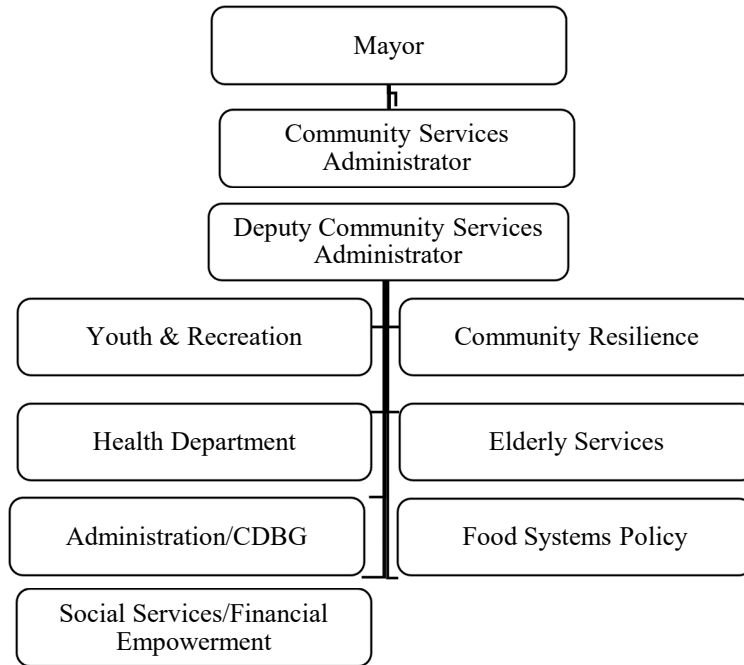 Mayor
Community Services
Administrator
Deputy Community Services
Administrator
Youth & Recreation
Community Resilience
Health Department
Elderly Services
Administration/CDBG
Food Systems Policy
Social Services/Financial
Empowerment